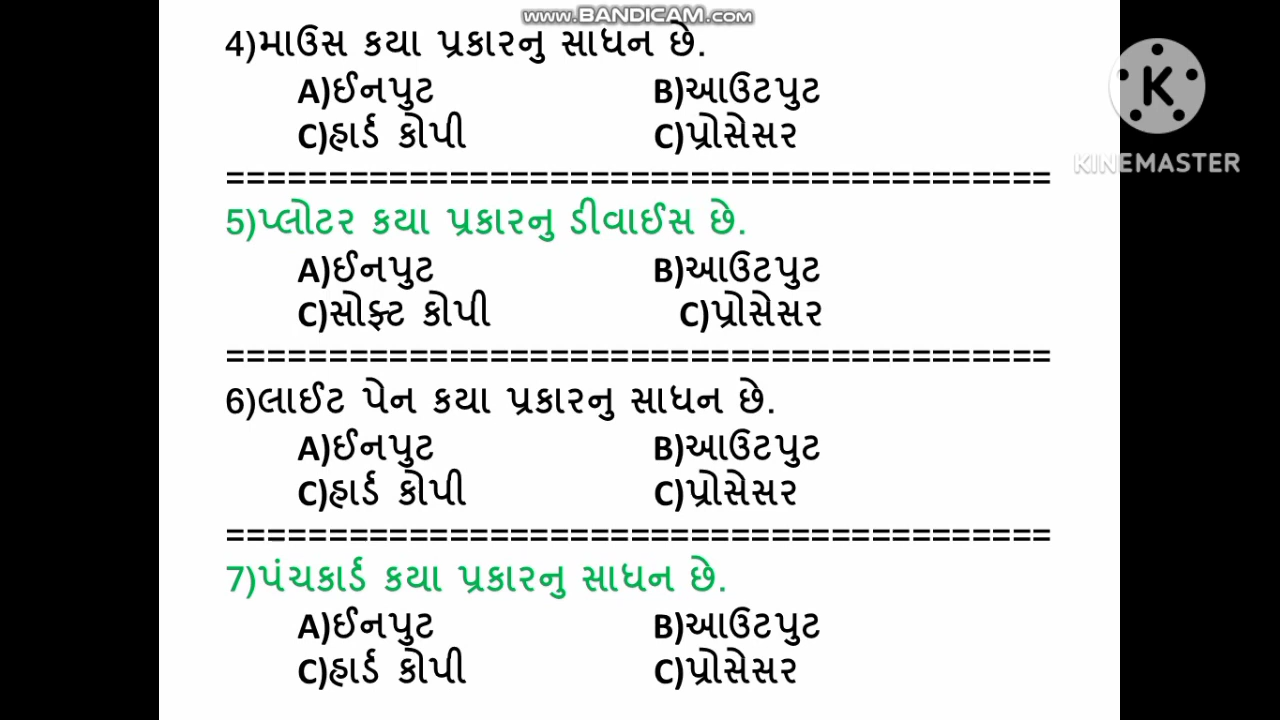 www.BANDICAM.com
4)માઉસ કયા પ્રકારનુ સાધન છે.
A)ઈનપુટ B)આઉટપુટ
C)હાર્ડ કોપી C)પ્રોસેસર
KINEMASTER
========================================
5)પ્લોટર કયા પ્રકારનુ ડીવાઈસ છે.
A)ઈનપુટ B)આઉટપુટ
C)સોફ્ટ કોપી C)પ્રોસેસર
========================================
6)લાઈટ પેન કયા પ્રકારનુ સાધન છે.
A)ઈનપુટ B)આઉટપુટ
C)હાર્ડ કોપી C)પ્રોસેસર
========================================
7)પંચકાર્ડ કયા પ્રકારનુ સાધન છે.
A)ઈનપુટ B)આઉટપુટ
C)હાર્ડ કોપી C)પ્રોસેસર